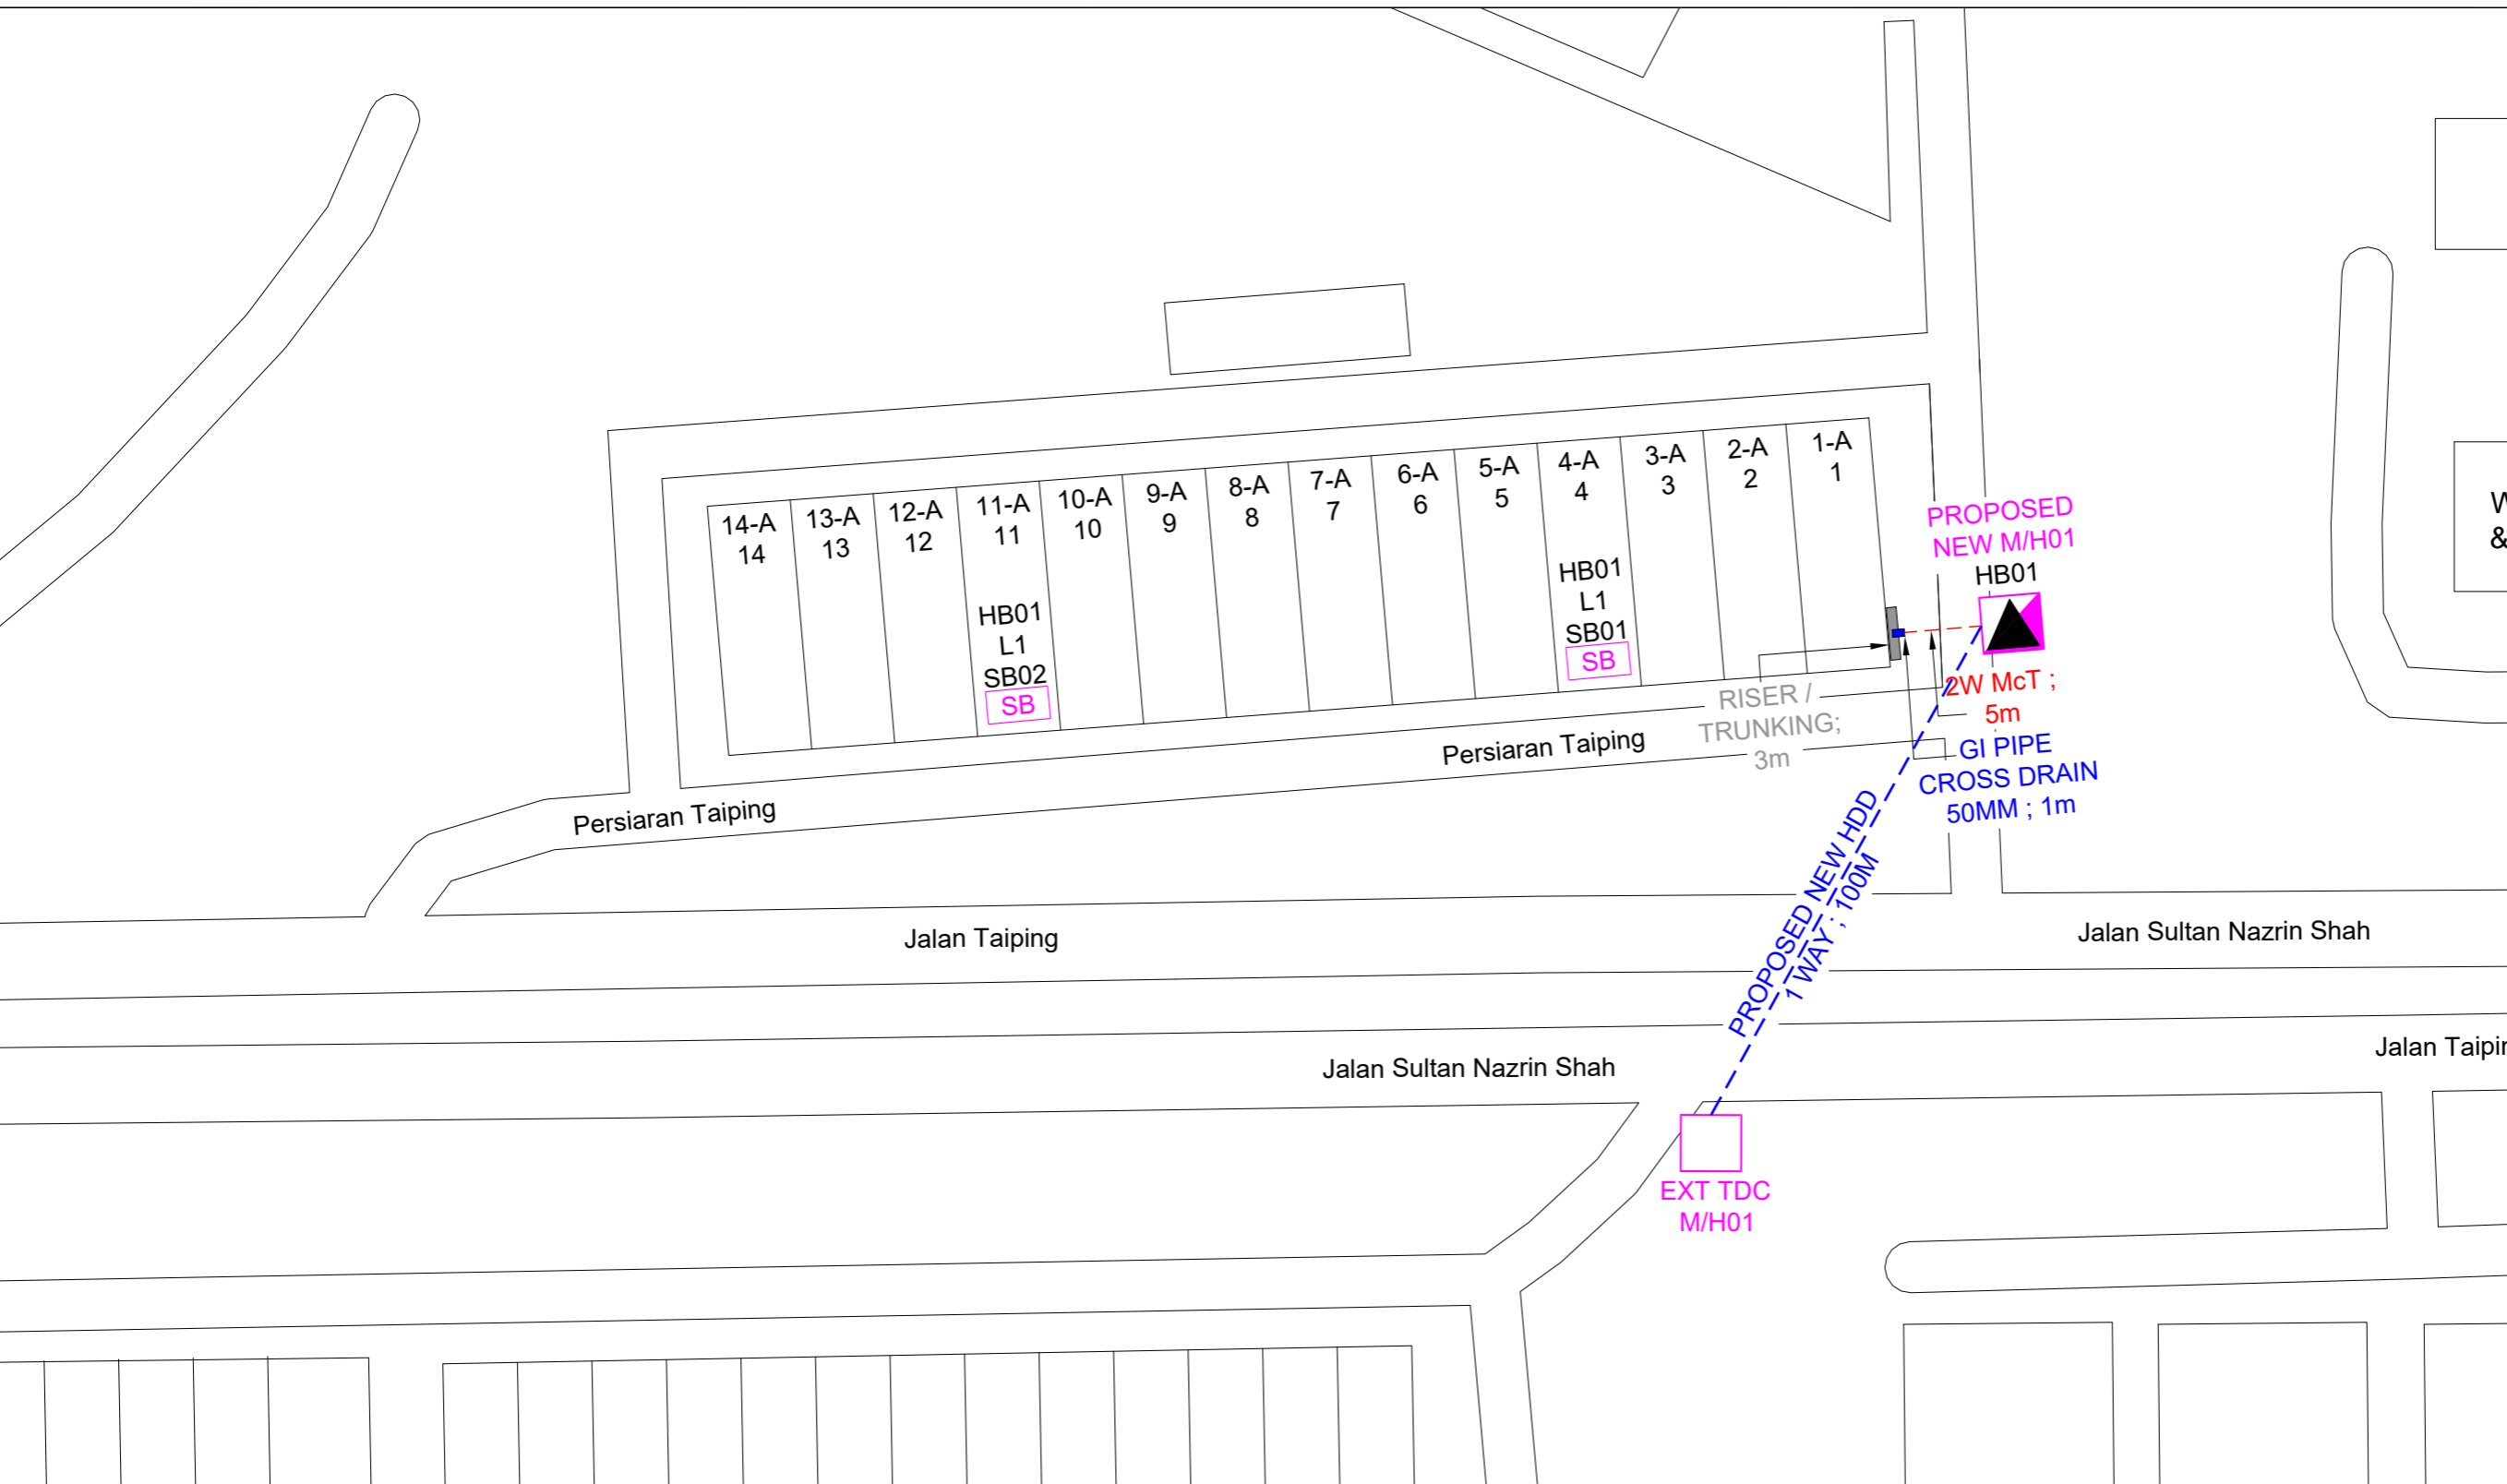 14-A
14
13-A
13
12-A
12
11-A
11
10-A
10
9-A
9
8-A
8
7-A
7
6-A
6
5-A
5
4-A
4
3-A
3
2-A
2
1-A
1
HB01
L1
SB02
SB
HB01
L1
SB01
SB
PROPOSED
NEW M/H01
HB01
W
&
2W McT ;
5m
RISER /
TRUNKING;
3m
GI PIPE
CROSS DRAIN
50MM ; 1m
Persiaran Taiping
Persiaran Taiping
PROPOSED NEW HDD
1 WAY ; 100M
Jalan Taiping
Jalan Sultan Nazrin Shah
Jalan Sultan Nazrin Shah
Jalan Taipin
EXT TDC
M/H01